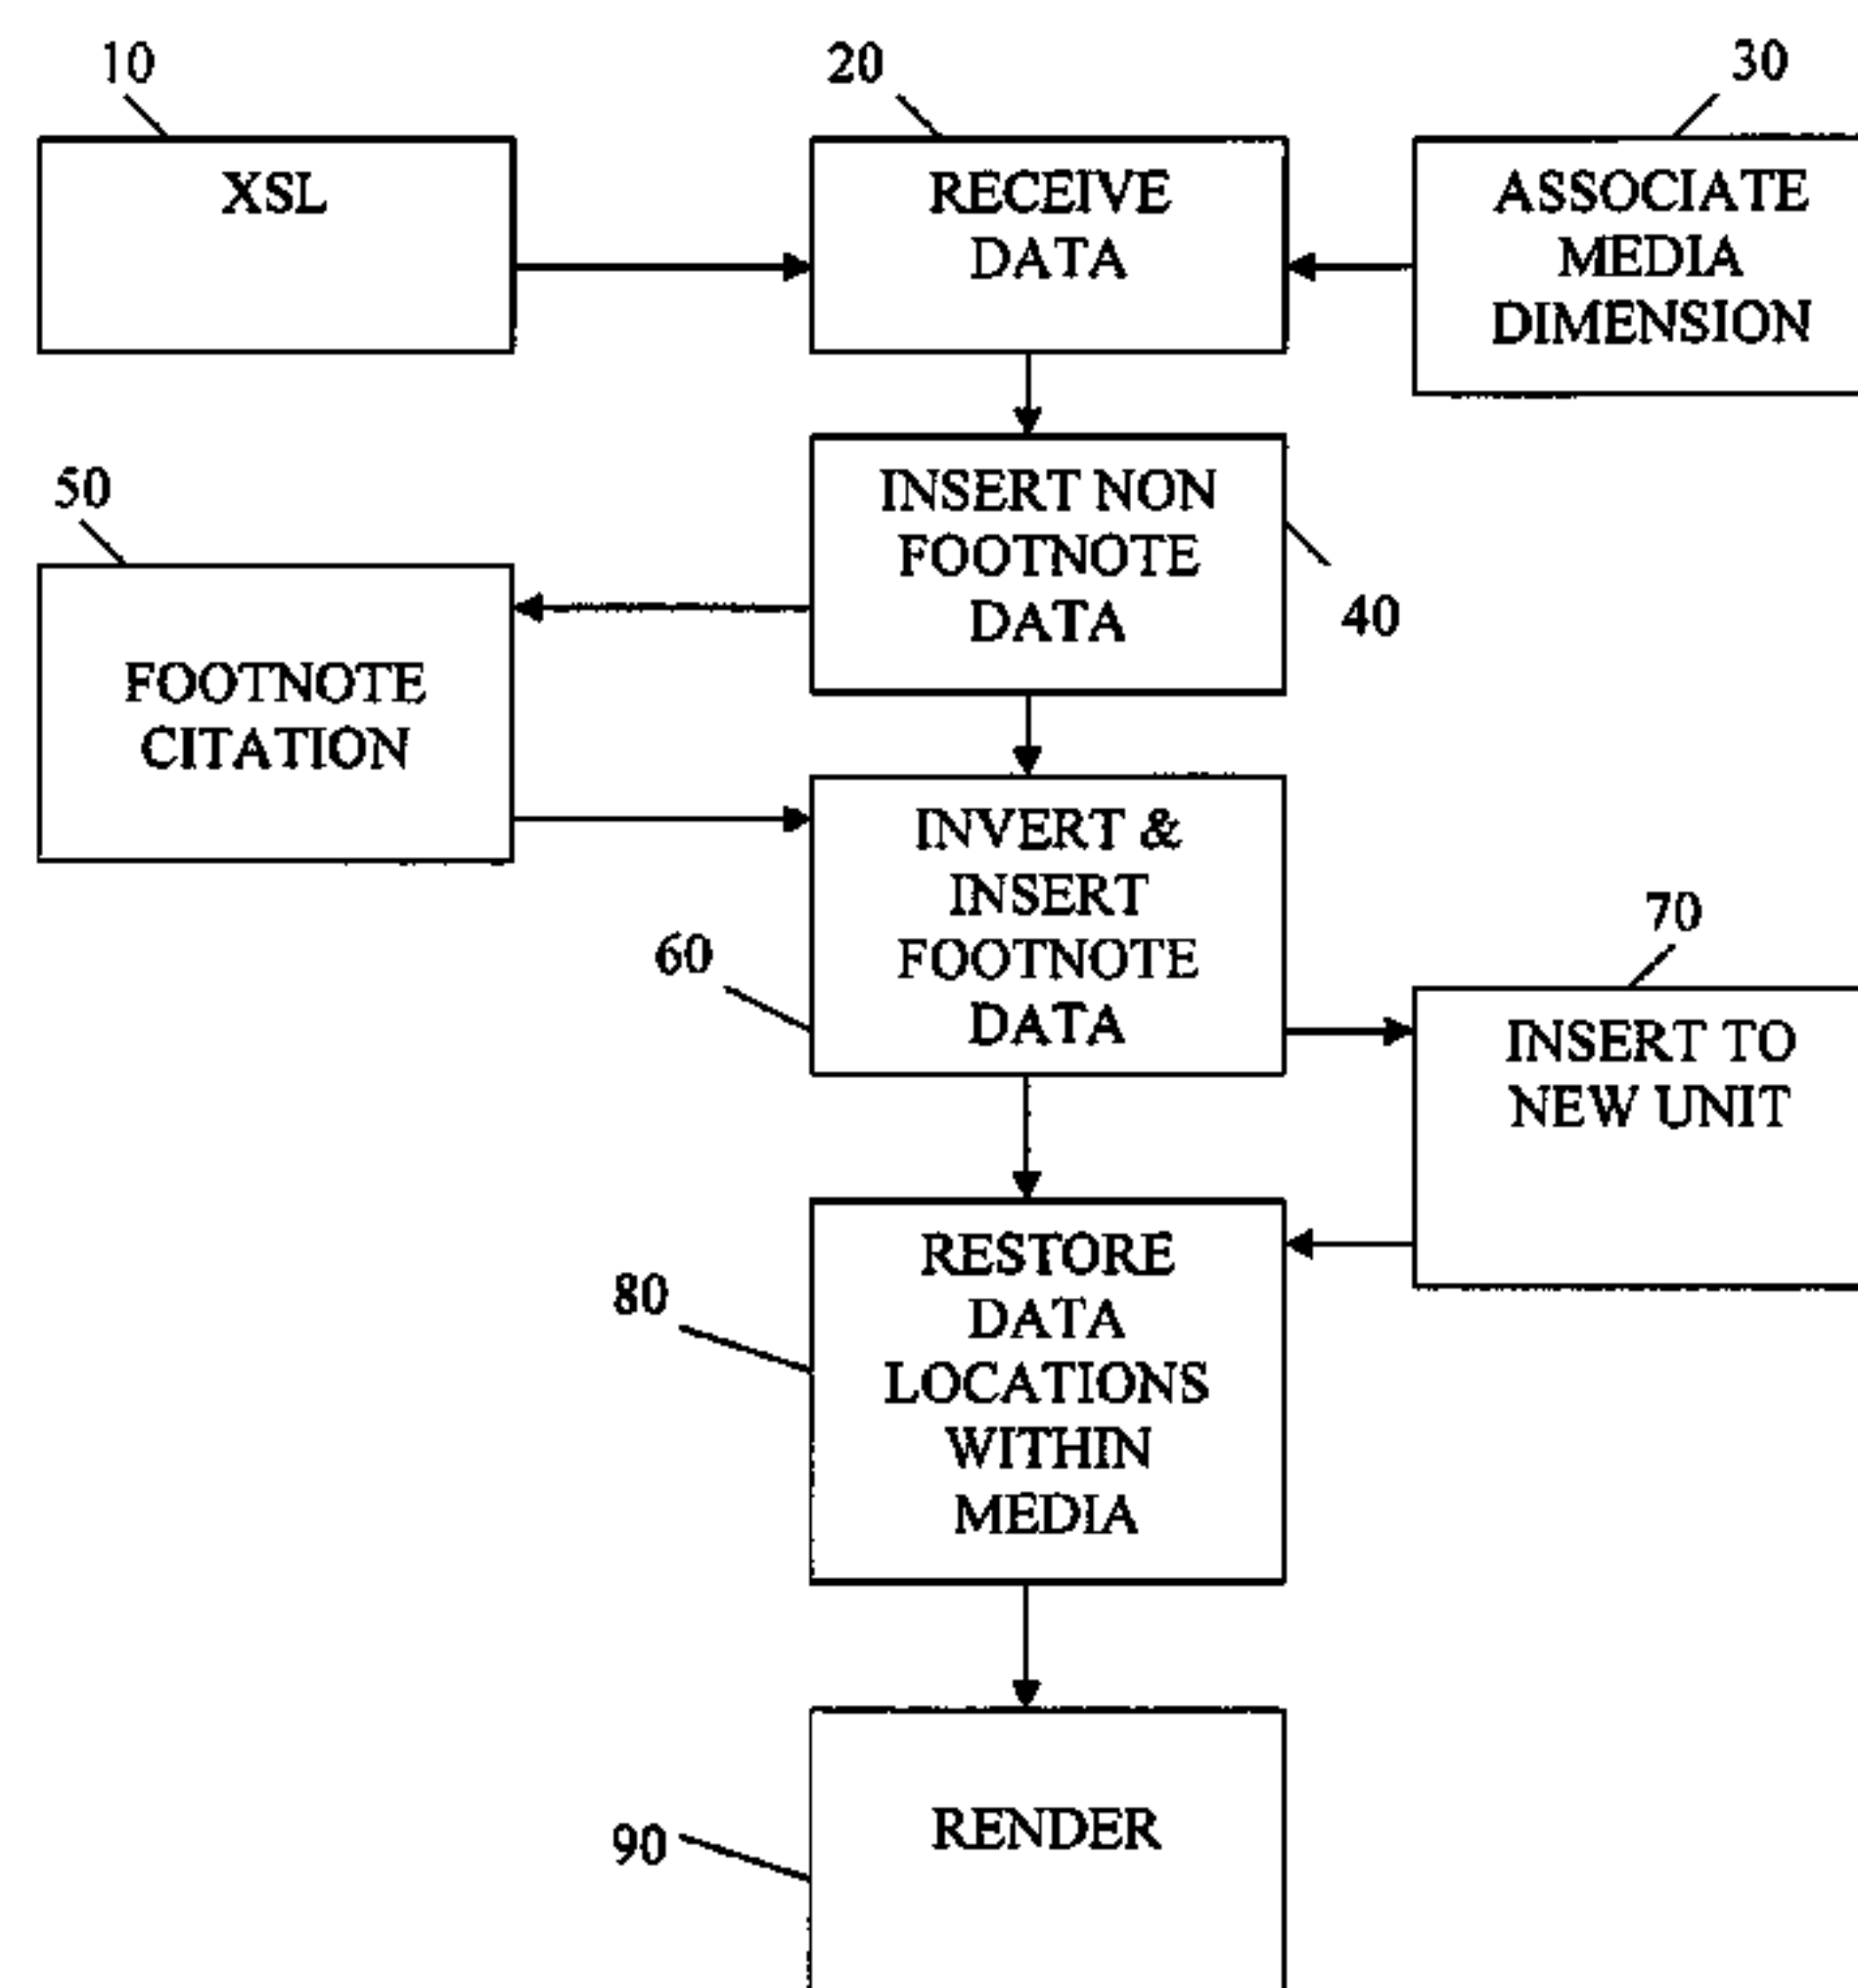 10
20
30
XSL
RECEIVE
DATA
ASSOCIATE
MEDIA
DIMENSION
INSERT NON
FOOTNOTE
DATA
40
50
FOOTNOTE
CITATION
INVERT &
INSERT
FOOTNOTE
DATA
60
70
INSERT TO
NEW UNIT
RESTORE
DATA
LOCATIONS
WITHIN
MEDIA
80
RENDER
90